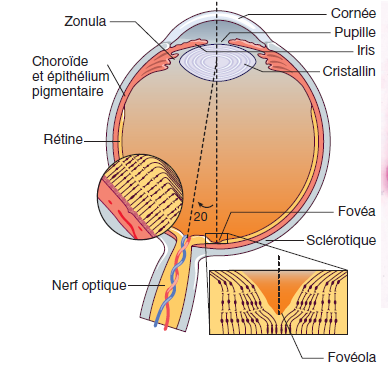 Zonula
Choroïde
et épithélium
pigmentaire
Rétine
Nerf optique
20
Cornée
Pupille
Iris
Cristallin
Fovéa
Sclérotique
Fovéola